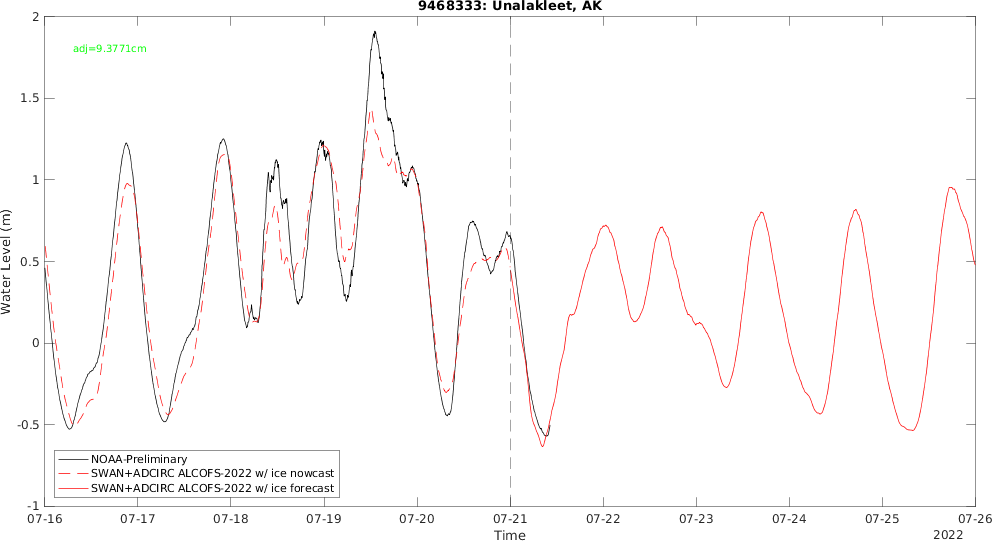 9468333: Unalakleet, AK
adj=9.3771cm
Water Level (m)
2
1.5
1
0.5
0
-0.5
-1
NOAA-Preliminary
SWAN+ADCIRC ALCOFS-2022 w/ ice nowcast
SWAN+ADCIRC ALCOFS-2022 w/ ice forecast
07-16 07-17 07-18 07-19 07-20 07-21 07-22 07-23 07-24 07-25 07-26
Time
2022